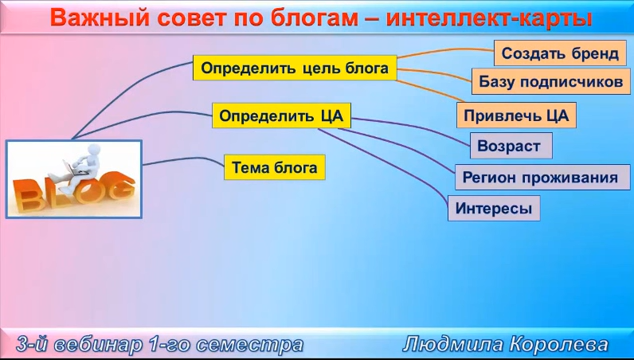 Важный совет по блогам – интеллект-карты
Определить цель блога
Создать бренд
Базу подписчиков
Привлечь ЦА
Определить ЦА
Возраст
Регион проживания
Интересы
Тема блога
BLOG
3-й вебинар 1-го семестра
Людмила Королева